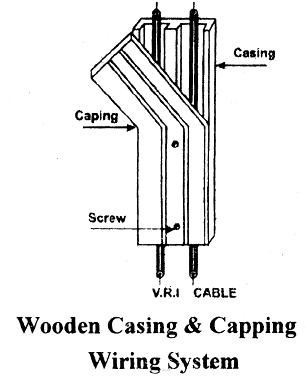 Casing
Caping
Screw
V.R.I CABLE
Wooden Casing & Capping
Wiring System